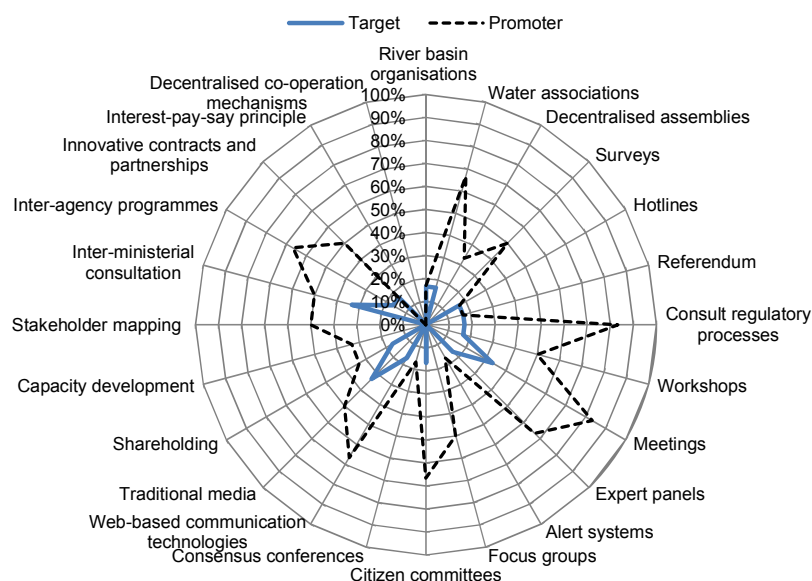 Target
Promoter
River basin
organisations
Water associations
Decentralised assemblies
Surveys
Hotlines
Referendum
Consult regulatory
processes
Workshops
Meetings
Expert panels
Alert systems
Focus groups
Citizen committees
Consensus conferences
Web-based communication
technologies
Traditional media
Shareholding
Capacity development
Stakeholder mapping
Inter-ministerial
consultation
Inter-agency programmes
Innovative contracts and
partnerships
Interest-pay-say principle
Decentralised co-operation
mechanisms
100%
90%
80%
70%
60%
50%
40%
30%
20%
10%
0%